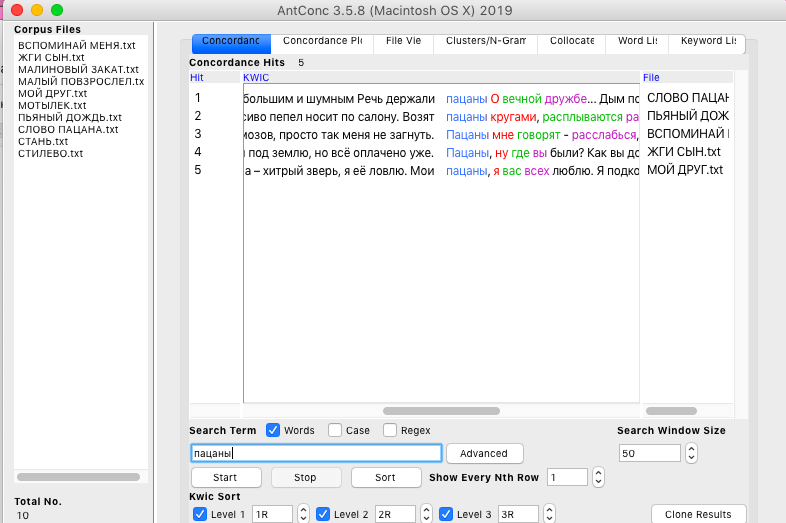 AntConc 3.5.8 (Macintosh OS X) 2019
Corpus Files
ВСПОМИНАЙ МЕНЯ.txt
ЖГИ СЫН.txt
МАЛИНОВЫЙ ЗАКАТ.txt
МАЛЫЙ ПОВЗРОСЛЕЛ.tx
МОЙ ДРУГ.txt
МОТЫЛЕК.txt
ПЬЯНЫЙ ДОЖДЬ.txt
СЛОВО ПАЦАНА.txt
СТАНЬ.txt
СТИЛЕВО.txt
Total No.
10
Concordanc Concordance Plo File Vie Clusters/N-Gram Collocate Word Lis Keyword Lis
Concordance Hits 5
Hit KWIC File
1 большим и шумным Речь держали пацаны О вечной дружбе... Дым по СЛОВО ПАЦАН
2 сиво пепел носит по салону. Возят пацаны кругами, расплываются ра ПЬЯНЫЙ ДОЖ
3 мозов, просто так меня не загнуть. Пацаны мне говорят - расслабься, ВСПОМИНАЙ
4 и под землю, но всё оплачено уже. Пацаны, ну где вы были? Как вы до ЖГИ СЫН.txt
5 а – хитрый зверь, я её ловлю. Мои пацаны, я вас всех люблю. Я подко МОЙ ДРУГ.txt
Search Term Words Case Regex Search Window Size
пацаны Advanced 50
Start Stop Sort Show Every Nth Row 1
Kwic Sort
Level 1 1R Level 2 2R Level 3 3R Clone Results